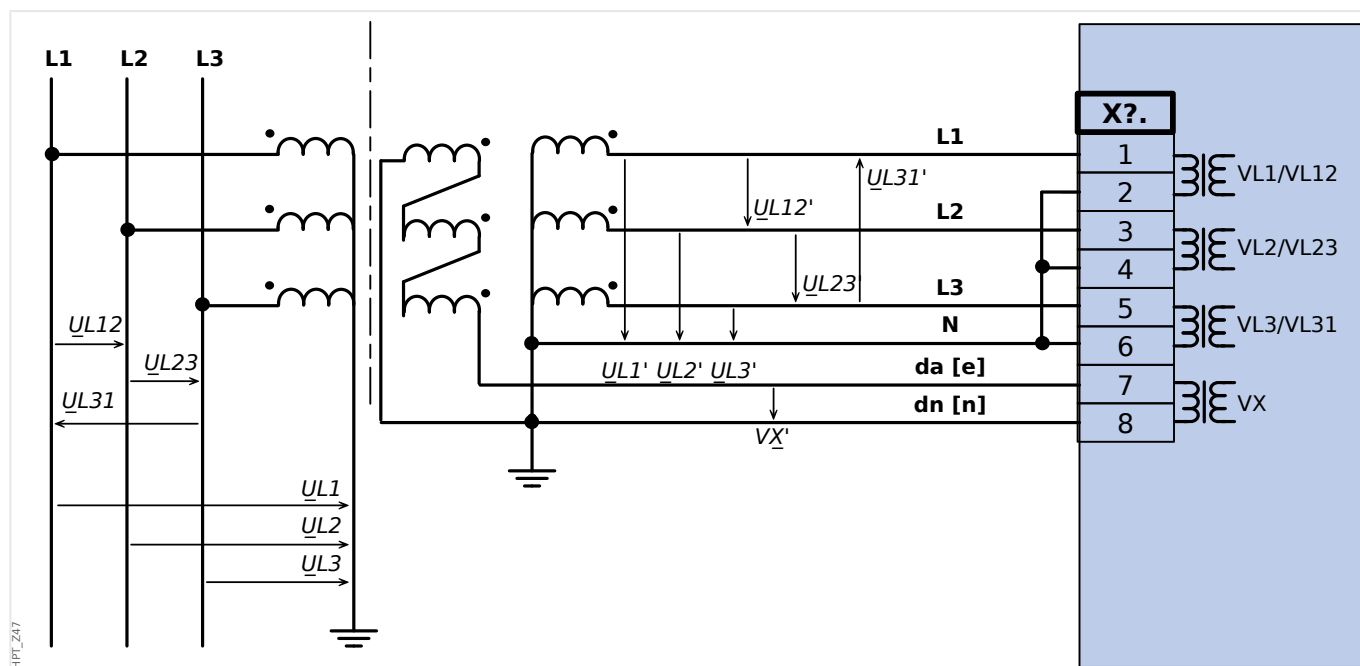 L1 L2 L3
X?.
L1
1
VL1/VL12
UL31'
2
UL12'
L2
3
VL2/VL23
4
UL23'
L3
5
VL3/VL31
N
6
UL12
UL23
UL1' UL2' UL3'
da [e]
7
UL31
dn [n]
VX
8
VX'
UL1
UL2
UL3
HPT_Z47